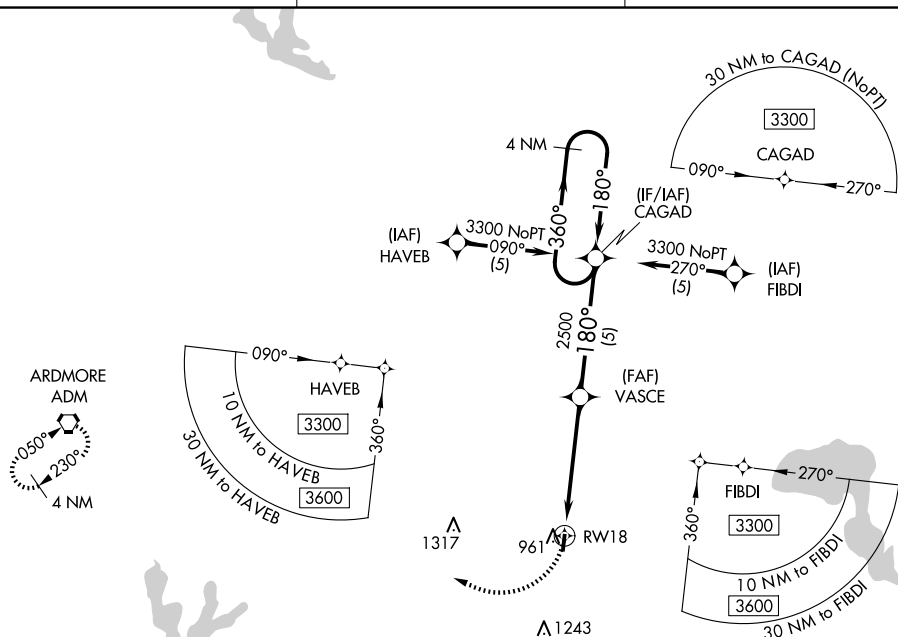 30 NM to CAGAD (NoPT)
3300
CAGAD
090°
270°
4 NM
360°
180°
(IF/IAF)
CAGAD
(IAF)
HAVEB
3300 NoPT
090°
(5)
3300 NoPT
270°
(5)
(IAF)
FIBDI
2500
180°
(5)
(FAF)
VASCE
ARDMORE
ADM
050°
230°
4 NM
090°
HAVEB
3300
360°
10 NM to HAVEB
3600
30 NM to HAVEB
270°
FIBDI
360°
3300
10 NM to FIBDI
3600
30 NM to FIBDI
1317
961
RW18
1243